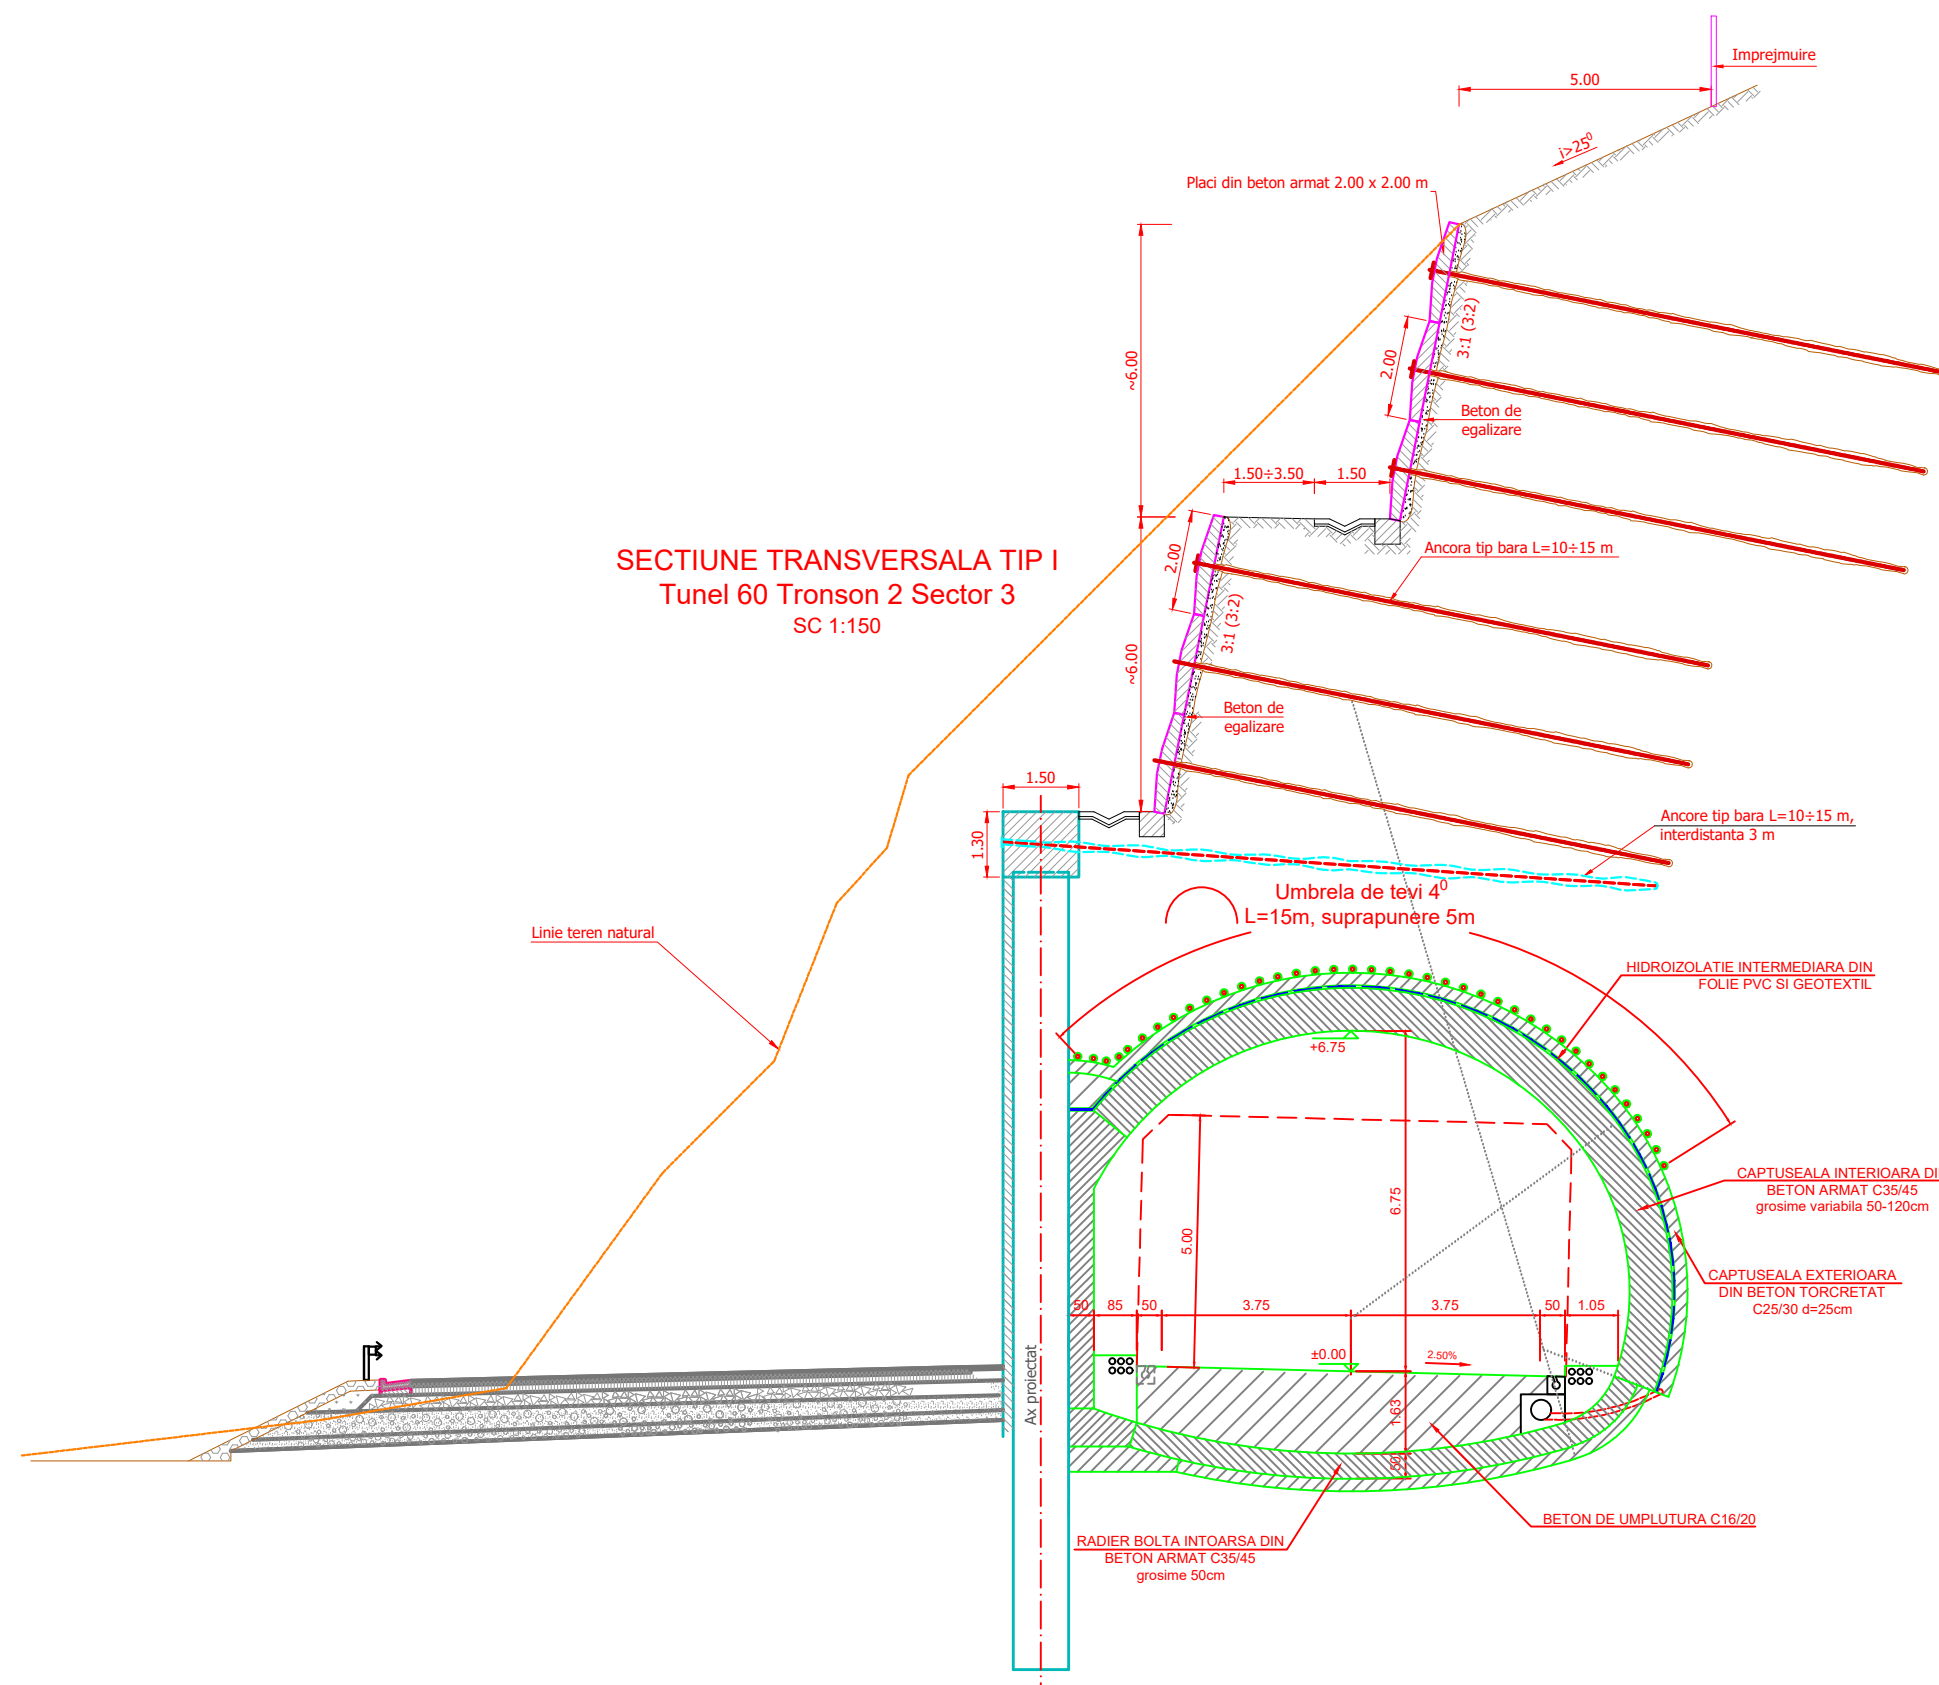 Imprejmuire
5.00
i>25⁰
Placi din beton armat 2.00 x 2.00 m
~6.00
2.00
3:1 (3:2)
Beton de
egalizare
1.50÷3.50
1.50
SECTIUNE TRANSVERSALA TIP I
Tunel 60 Tronson 2 Sector 3
SC 1:150
2.00
Ancora tip bara L=10÷15 m
3:1 (3:2)
~6.00
Beton de
egalizare
1.50
1.30
Ancore tip bara L=10÷15 m,
interdistanta 3 m
Umbrela de tevi 4⁰
L=15m, suprapunere 5m
Linie teren natural
HIDROIZOLATIE INTERMEDIARA DIN
FOLIE PVC SI GEOTEXTIL
+6.75
6.75
5.00
CAPTUSEALA INTERIOARA DI
BETON ARMAT C35/45
grosime variabila 50-120cm
CAPTUSEALA EXTERIOARA
DIN BETON TORCRETAT
C25/30 d=25cm
50
85
50
3.75
3.75
50
1.05
±0.00
2.50%
Ax proiectat
1.63
50
BETON DE UMPLUTURA C16/20
RADIER BOLTA INTOARSA DIN
BETON ARMAT C35/45
grosime 50cm